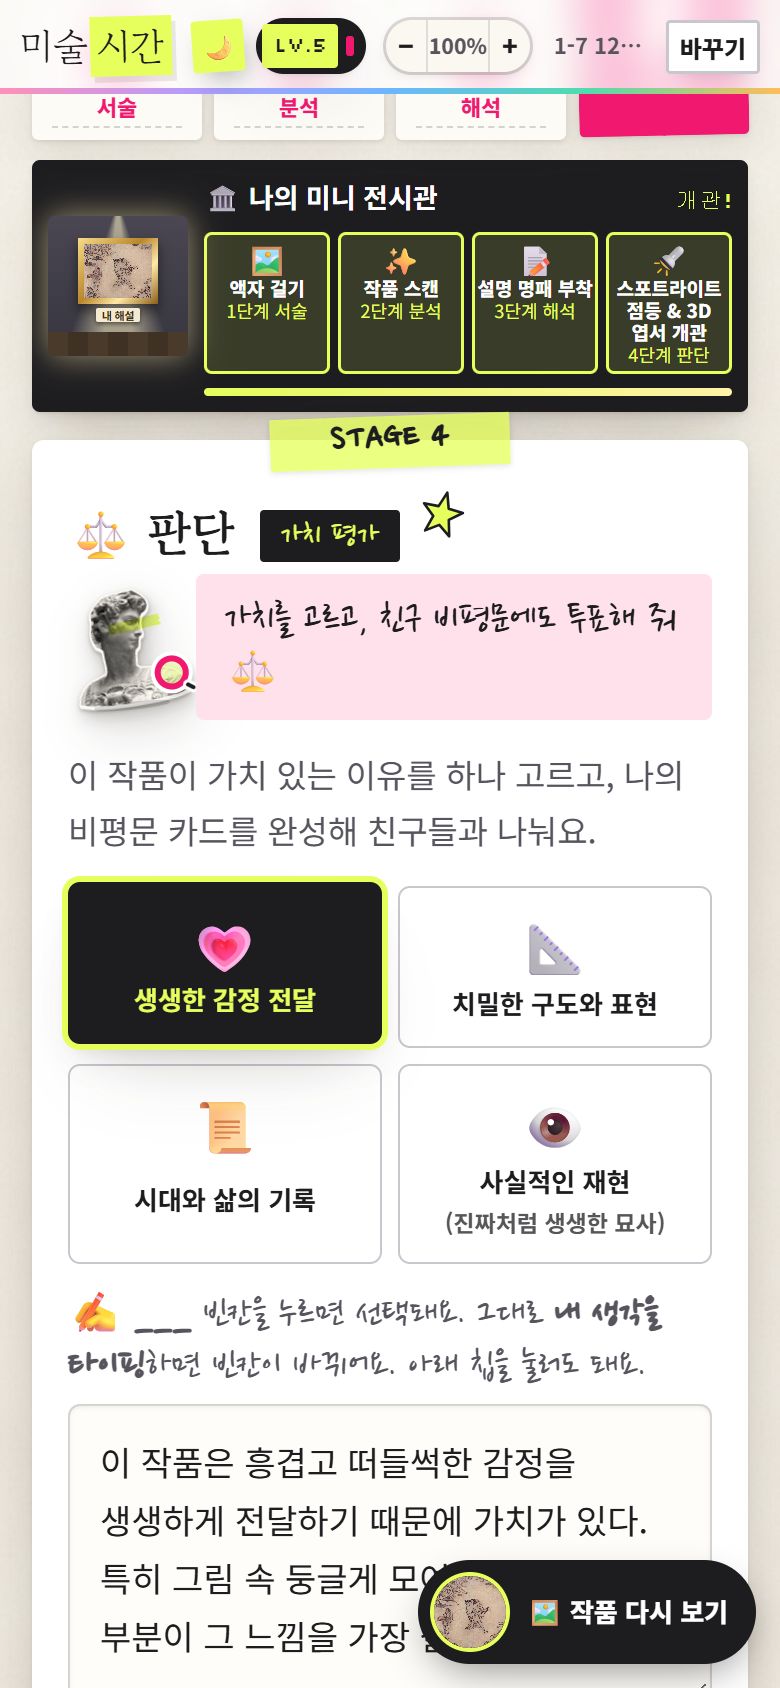 미술 시간
LV.5
− 100% +
1-7 12…
바꾸기
서술
분석
해석
나의 미니 전시관
개관!
내 해설
액자 걸기
1단계 서술
작품 스캔
2단계 분석
설명 명패 부착
3단계 해석
스포트라이트
점등 & 3D
엽서 개관
4단계 판단
STAGE 4
판단
가치 평가
가치를 고르고, 친구 비평문에도 투표해 줘
이 작품이 가치 있는 이유를 하나 고르고, 나의
비평문 카드를 완성해 친구들과 나눠요.
생생한 감정 전달
치밀한 구도와 표현
시대와 삶의 기록
사실적인 재현
(진짜처럼 생생한 묘사)
___ 빈칸을 누르면 선택돼요. 그대로 내 생각을
타이핑하면 빈칸이 바뀌어요. 아래 칩을 눌러도 돼요.
이 작품은 흥겹고 떠들썩한 감정을
생생하게 전달하기 때문에 가치가 있다.
특히 그림 속 둥글게
부분이 그 느낌을 가장
작품 다시 보기